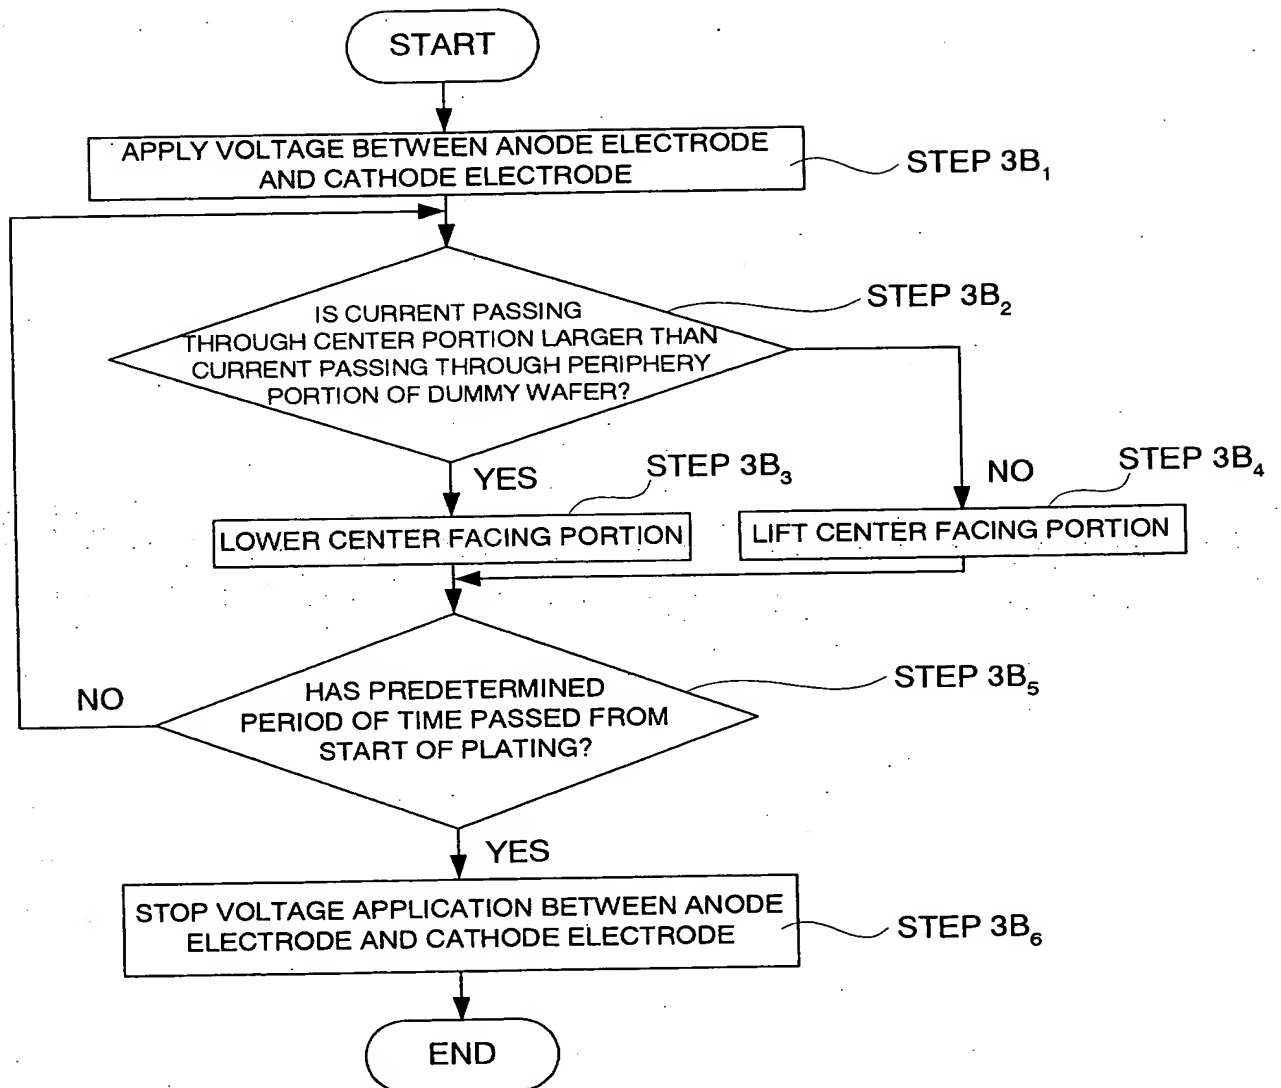 START
APPLY VOLTAGE BETWEEN ANODE ELECTRODE
AND CATHODE ELECTRODE
STEP 3B₁
IS CURRENT PASSING
THROUGH CENTER PORTION LARGER THAN
CURRENT PASSING THROUGH PERIPHERY
PORTION OF DUMMY WAFER?
STEP 3B₂
YES
STEP 3B₃
NO
STEP 3B₄
LOWER CENTER FACING PORTION
LIFT CENTER FACING PORTION
HAS PREDETERMINED
PERIOD OF TIME PASSED FROM
START OF PLATING?
STEP 3B₅
NO
YES
STOP VOLTAGE APPLICATION BETWEEN ANODE
ELECTRODE AND CATHODE ELECTRODE
STEP 3B₆
END